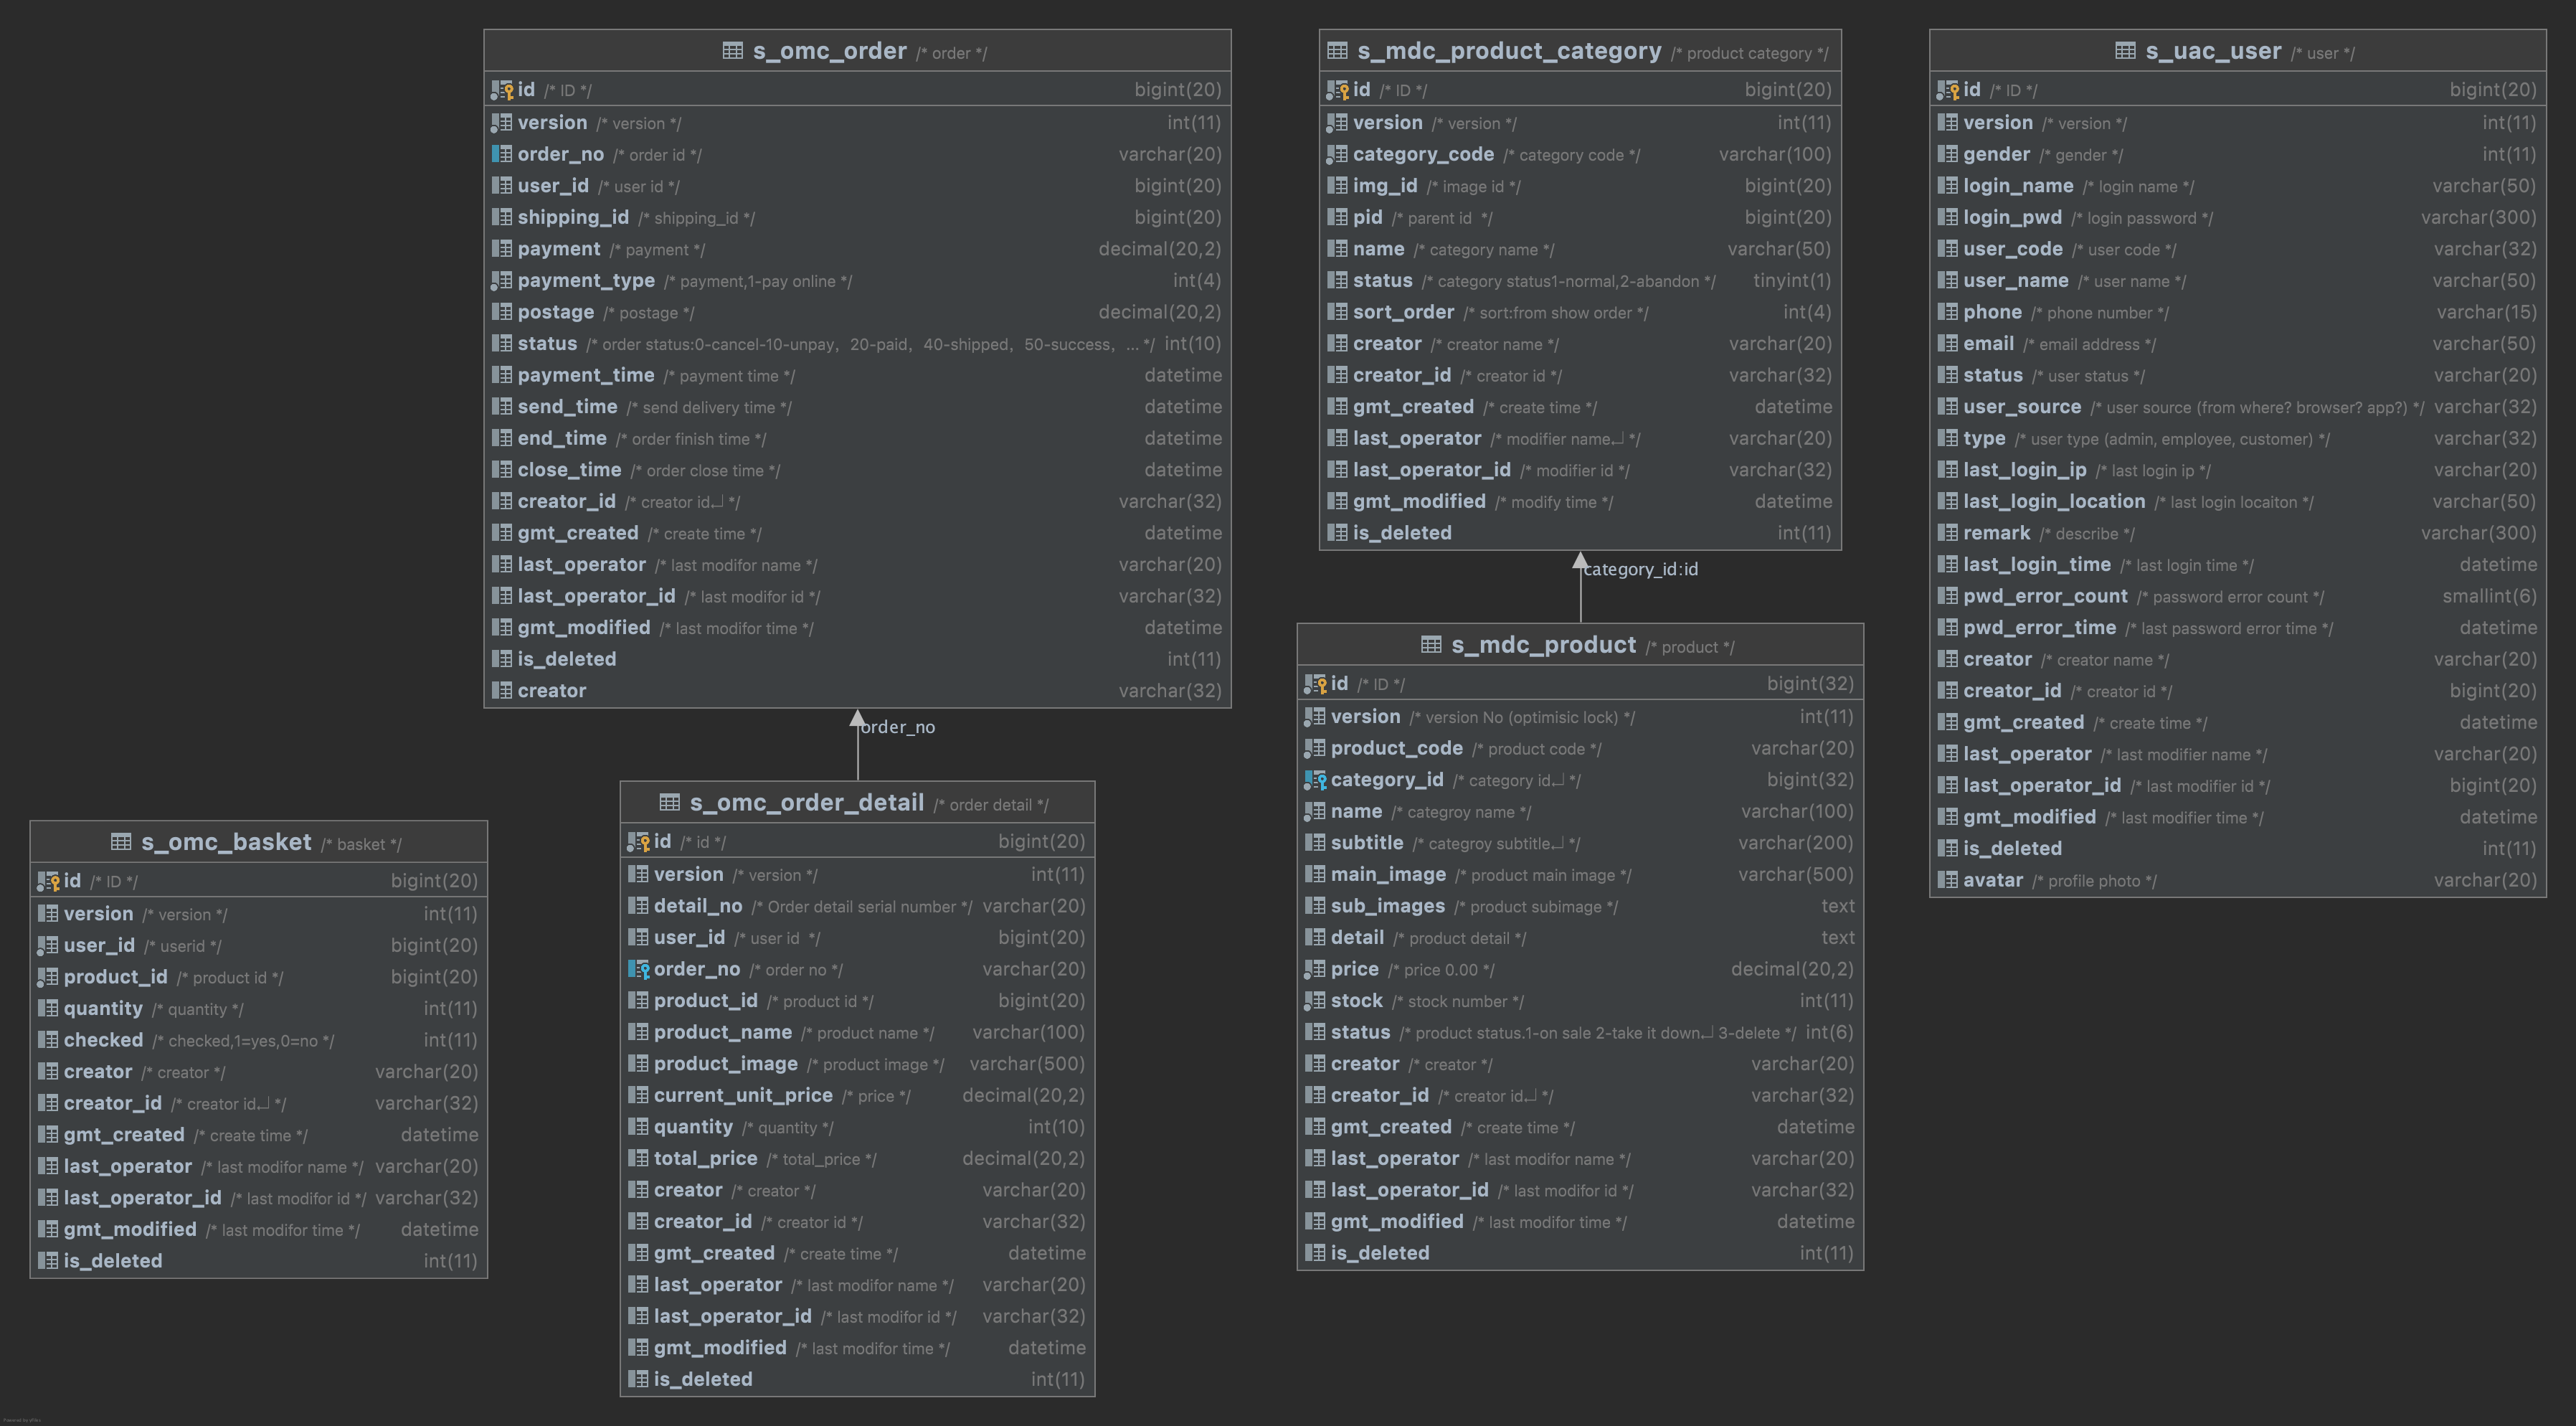 s_omc_order /* order */
id /* ID */ bigint(20)
version /* version */ int(11)
order_no /* order id */ varchar(20)
user_id /* user id */ bigint(20)
shipping_id /* shipping_id */ bigint(20)
payment /* payment */ decimal(20,2)
payment_type /* payment,1-pay online */ int(4)
postage /* postage */ decimal(20,2)
status /* order status:0-cancel-10-unpay，20-paid，40-shipped，50-success，... */ int(10)
payment_time /* payment time */ datetime
send_time /* send delivery time */ datetime
end_time /* order finish time */ datetime
close_time /* order close time */ datetime
creator_id /* creator id↵ */ varchar(32)
gmt_created /* create time */ datetime
last_operator /* last modifor name */ varchar(20)
last_operator_id /* last modifor id */ varchar(32)
gmt_modified /* last modifor time */ datetime
is_deleted int(11)
creator varchar(32)
order_no
s_mdc_product_category /* product category */
id /* ID */ bigint(20)
version /* version */ int(11)
category_code /* category code */ varchar(100)
img_id /* image id */ bigint(20)
pid /* parent id */ bigint(20)
name /* category name */ varchar(50)
status /* category status1-normal,2-abandon */ tinyint(1)
sort_order /* sort:from show order */ int(4)
creator /* creator name */ varchar(20)
creator_id /* creator id */ varchar(32)
gmt_created /* create time */ datetime
last_operator /* modifier name↵ */ varchar(20)
last_operator_id /* modifier id */ varchar(32)
gmt_modified /* modify time */ datetime
is_deleted int(11)
category_id:id
s_uac_user /* user */
id /* ID */ bigint(20)
version /* version */ int(11)
gender /* gender */ int(11)
login_name /* login name */ varchar(50)
login_pwd /* login password */ varchar(300)
user_code /* user code */ varchar(32)
user_name /* user name */ varchar(50)
phone /* phone number */ varchar(15)
email /* email address */ varchar(50)
status /* user status */ varchar(20)
user_source /* user source (from where? browser? app?) */ varchar(32)
type /* user type (admin, employee, customer) */ varchar(32)
last_login_ip /* last login ip */ varchar(20)
last_login_location /* last login locaiton */ varchar(50)
remark /* describe */ varchar(300)
last_login_time /* last login time */ datetime
pwd_error_count /* password error count */ smallint(6)
pwd_error_time /* last password error time */ datetime
creator /* creator name */ varchar(20)
creator_id /* creator id */ bigint(20)
gmt_created /* create time */ datetime
last_operator /* last modifier name */ varchar(20)
last_operator_id /* last modifier id */ bigint(20)
gmt_modified /* last modifier time */ datetime
is_deleted int(11)
avatar /* profile photo */ varchar(20)
s_omc_basket /* basket */
id /* ID */ bigint(20)
version /* version */ int(11)
user_id /* userid */ bigint(20)
product_id /* product id */ bigint(20)
quantity /* quantity */ int(11)
checked /* checked,1=yes,0=no */ int(11)
creator /* creator */ varchar(20)
creator_id /* creator id↵ */ varchar(32)
gmt_created /* create time */ datetime
last_operator /* last modifor name */ varchar(20)
last_operator_id /* last modifor id */ varchar(32)
gmt_modified /* last modifor time */ datetime
is_deleted int(11)
s_omc_order_detail /* order detail */
id /* id */ bigint(20)
version /* version */ int(11)
detail_no /* Order detail serial number */ varchar(20)
user_id /* user id */ bigint(20)
order_no /* order no */ varchar(20)
product_id /* product id */ bigint(20)
product_name /* product name */ varchar(100)
product_image /* product image */ varchar(500)
current_unit_price /* price */ decimal(20,2)
quantity /* quantity */ int(10)
total_price /* total_price */ decimal(20,2)
creator /* creator */ varchar(20)
creator_id /* creator id */ varchar(32)
gmt_created /* create time */ datetime
last_operator /* last modifor name */ varchar(20)
last_operator_id /* last modifor id */ varchar(32)
gmt_modified /* last modifor time */ datetime
is_deleted int(11)
s_mdc_product /* product */
id /* ID */ bigint(32)
version /* version No (optimisic lock) */ int(11)
product_code /* product code */ varchar(20)
category_id /* category id↵ */ bigint(32)
name /* categroy name */ varchar(100)
subtitle /* categroy subtitle↵ */ varchar(200)
main_image /* product main image */ varchar(500)
sub_images /* product subimage */ text
detail /* product detail */ text
price /* price 0.00 */ decimal(20,2)
stock /* stock number */ int(11)
status /* product status.1-on sale 2-take it down↵ 3-delete */ int(6)
creator /* creator */ varchar(20)
creator_id /* creator id↵ */ varchar(32)
gmt_created /* create time */ datetime
last_operator /* last modifor name */ varchar(20)
last_operator_id /* last modifor id */ varchar(32)
gmt_modified /* last modifor time */ datetime
is_deleted int(11)
Powered by yFiles